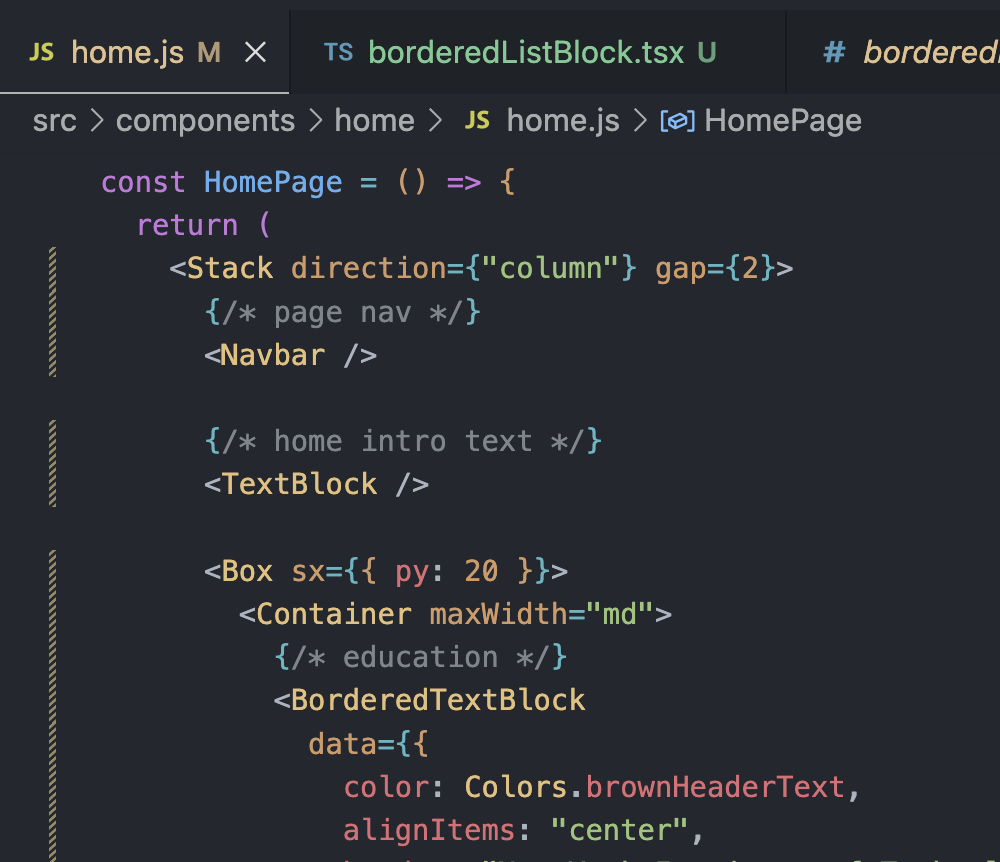 JS home.js M ×
TS borderedListBlock.tsx U
# bordered
src > components > home > JS home.js > HomePage
const HomePage = () => {
return (
<Stack direction={"column"} gap={2}>
{/* page nav */}
<Navbar />
{/* home intro text */}
<TextBlock />
<Box sx={{ py: 20 }}>
<Container maxWidth="md">
{/* education */}
<BorderedTextBlock
data={{
color: Colors.brownHeaderText,
alignItems: "center",